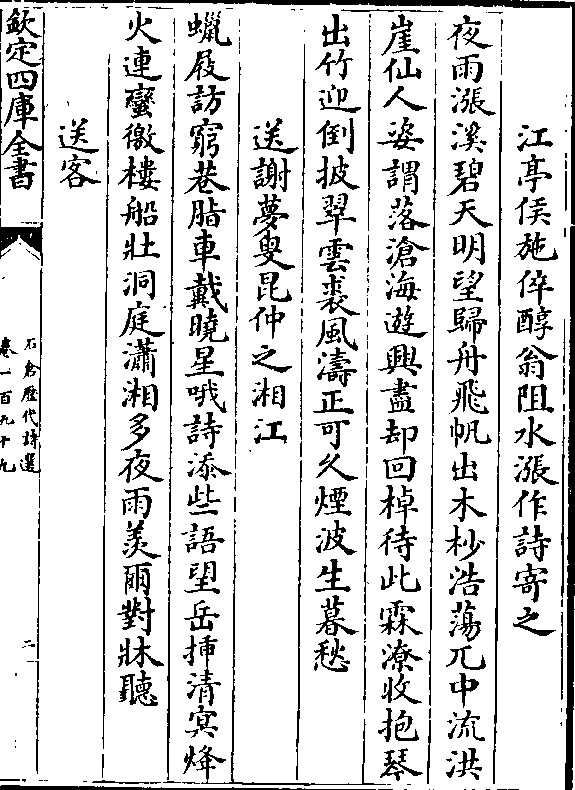 江亭俟施倅醇翁阻水漲作詩寄之
夜雨漲溪碧天明望歸舟飛帆出木杪浩蕩兀中流洪
崖仙人姿謂落滄海遊興盡却回棹待此霖潦收抱琴
出竹迎倒披翠雲裘風濤正可久煙波生暮愁
送謝夢叟昆仲之湘江
蠟屐訪窮巷脂車戴曉星哦詩添些語望岳揷清冥烽
火連蠻徼樓船壯洞庭瀟湘多夜雨羨爾對牀聽
送客
欽定四庫全書
石倉歷代詩選
卷一百九十九
二